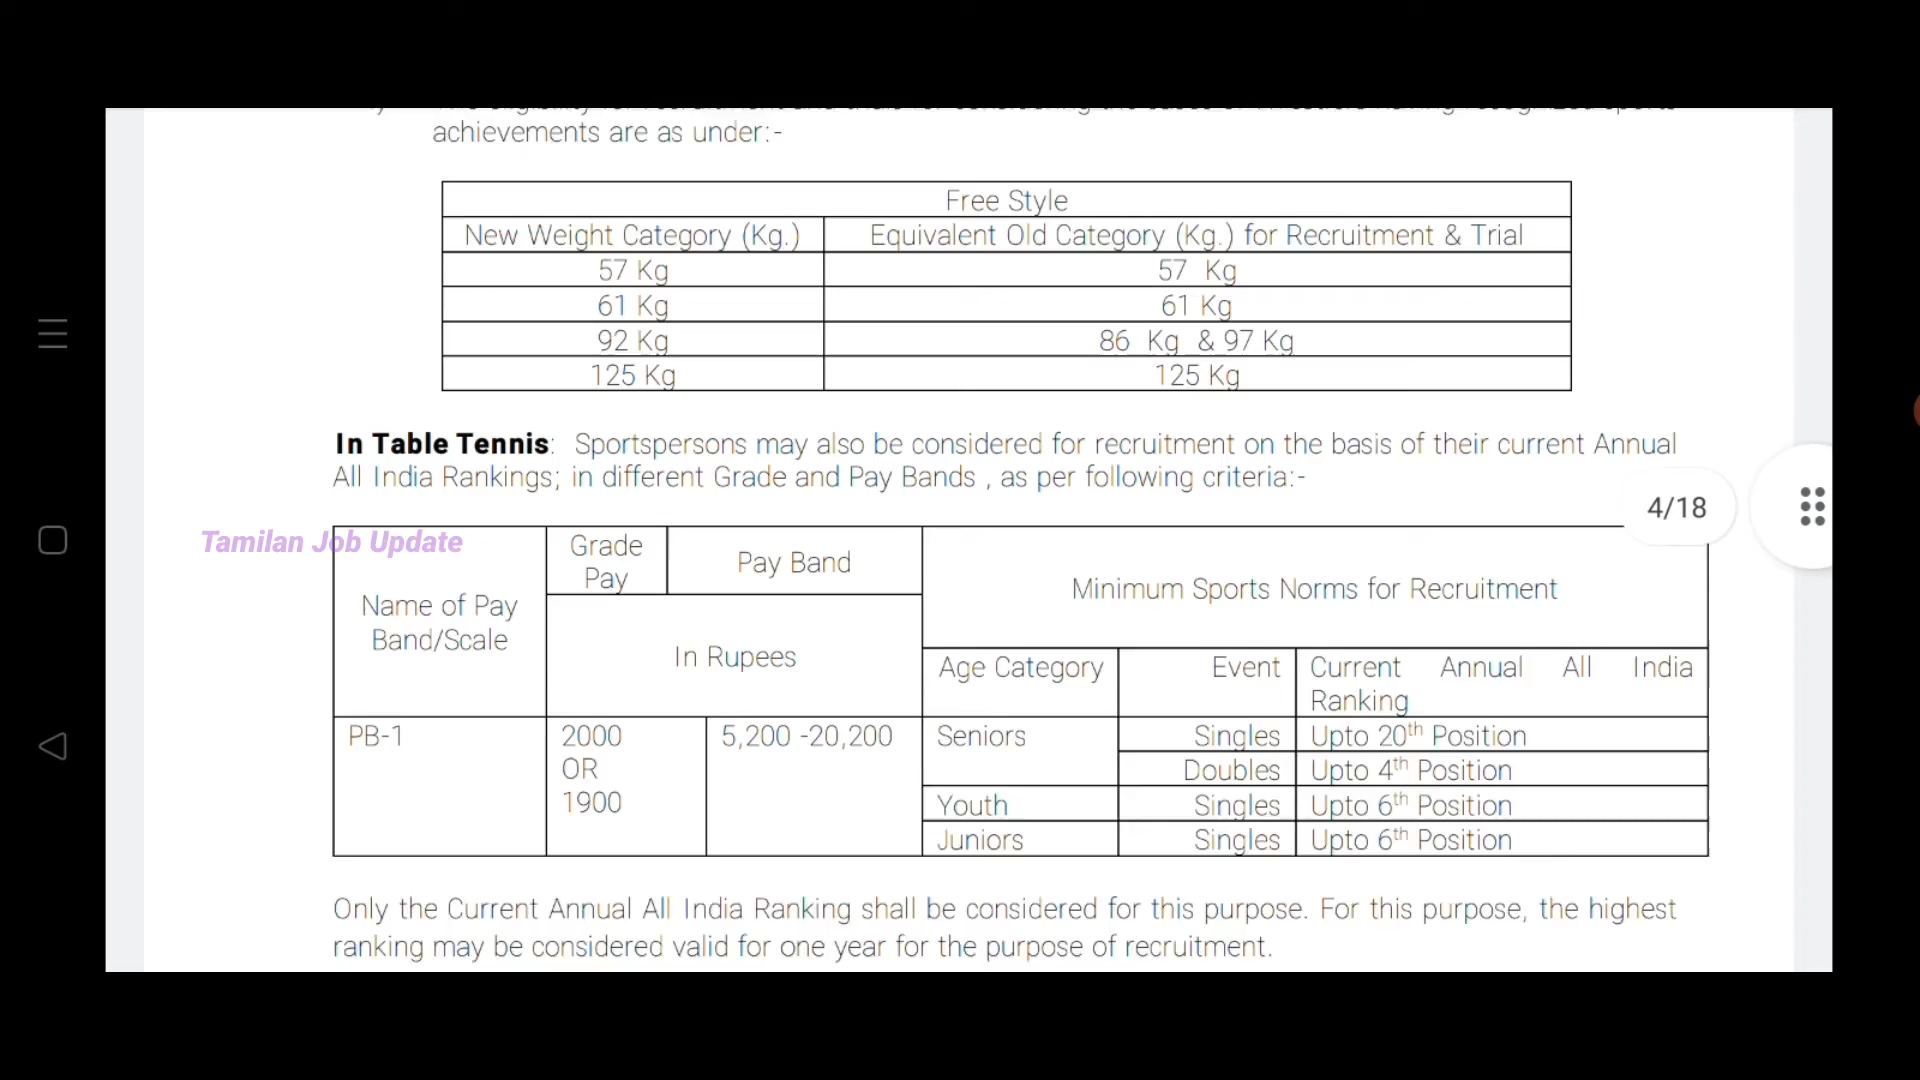 achievements are as under:-
Free Style
New Weight Category (Kg.) Equivalent Old Category (Kg.) for Recruitment & Trial
57 Kg 57 Kg
61 Kg 61 Kg
92 Kg 86 Kg & 97 Kg
125 Kg 125 Kg
In Table Tennis: Sportspersons may also be considered for recruitment on the basis of their current Annual
All India Rankings; in different Grade and Pay Bands , as per following criteria:-
4/18
Tamilan Job Update
Name of Pay
Band/Scale
Grade
Pay
Pay Band
In Rupees
Minimum Sports Norms for Recruitment
Age Category Event Current Annual All India
Ranking
PB-1
2000
OR
1900
5,200 -20,200
Seniors Singles Upto 20th Position
Doubles Upto 4th Position
Youth Singles Upto 6th Position
Juniors Singles Upto 6th Position
Only the Current Annual All India Ranking shall be considered for this purpose. For this purpose, the highest
ranking may be considered valid for one year for the purpose of recruitment.